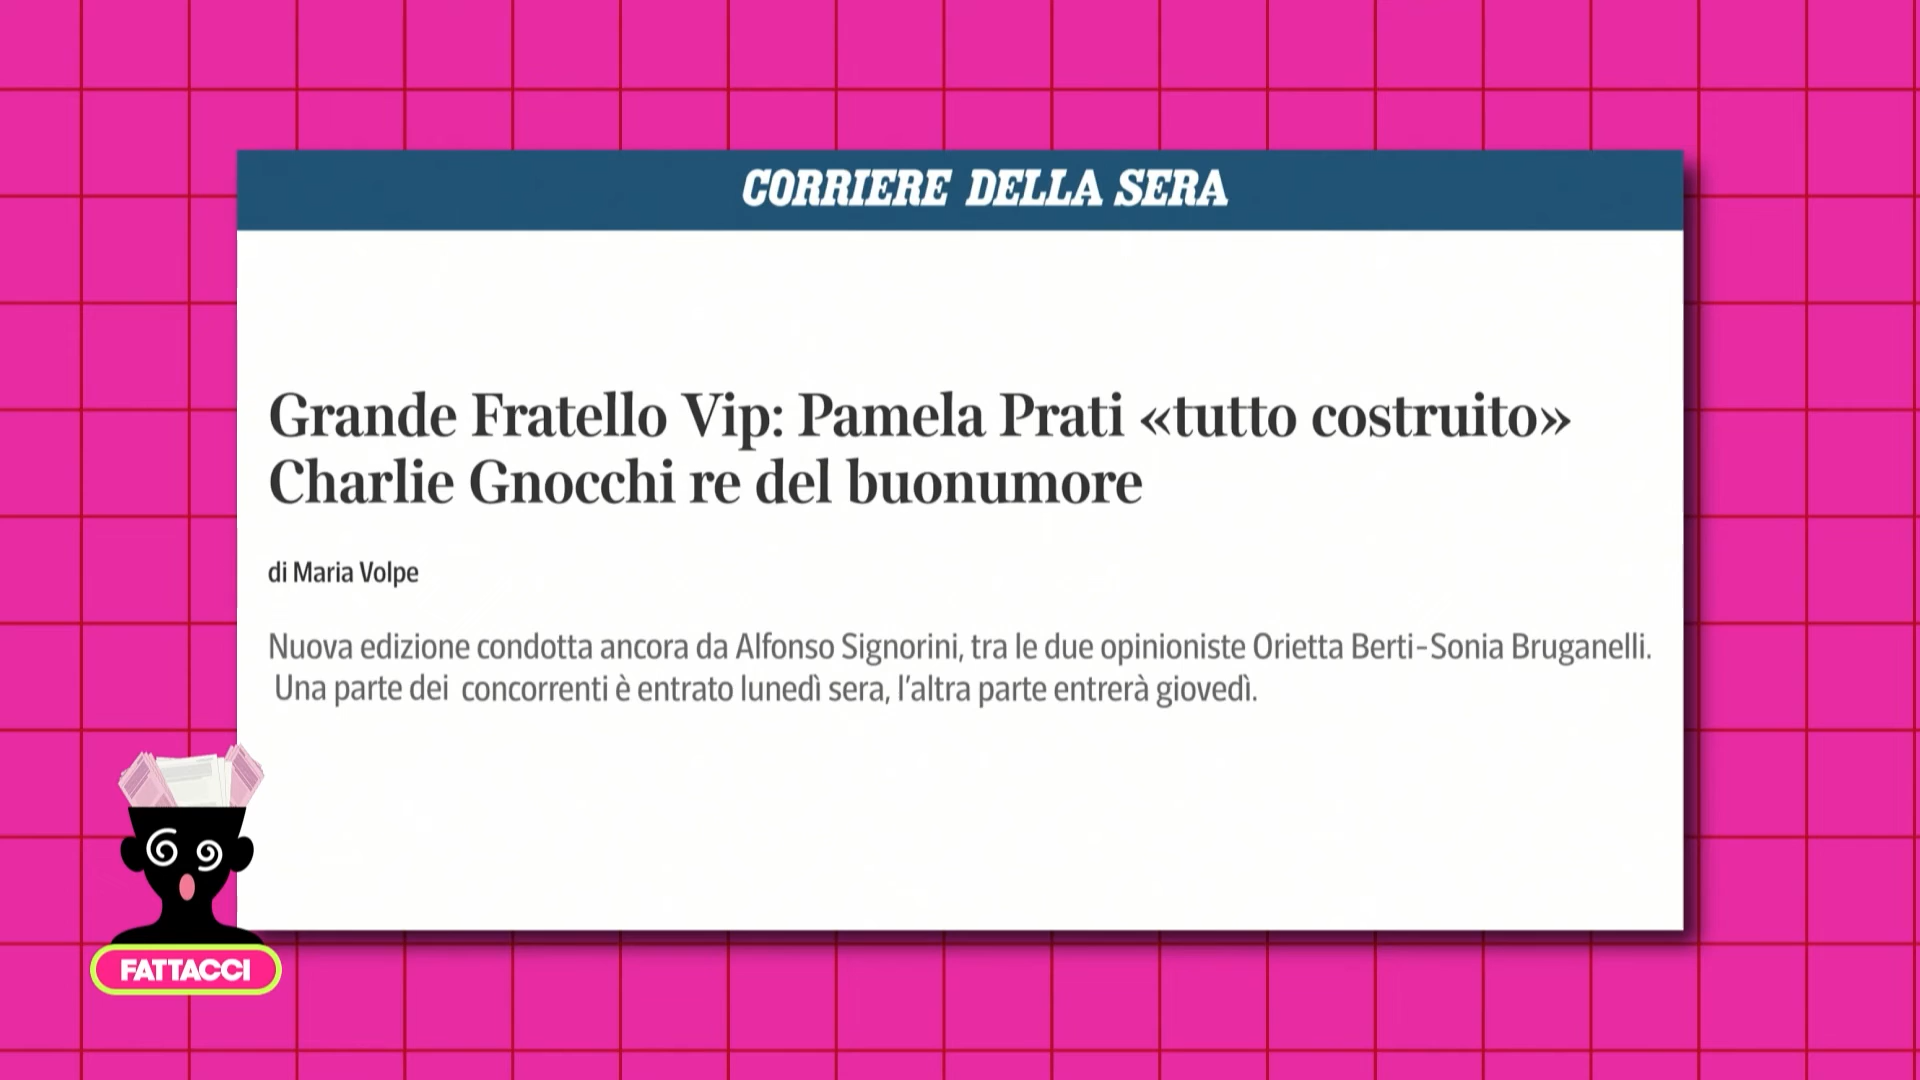 CORRIERE DELLA SERA
Grande Fratello Vip: Pamela Prati «tutto costruito»
Charlie Gnocchi re del buonumore
di Maria Volpe
Nuova edizione condotta ancora da Alfonso Signorini, tra le due opinioniste Orietta Berti-Sonia Bruganelli.
Una parte dei concorrenti è entrato lunedì sera, l'altra parte entrerà giovedì.
FATTACCI